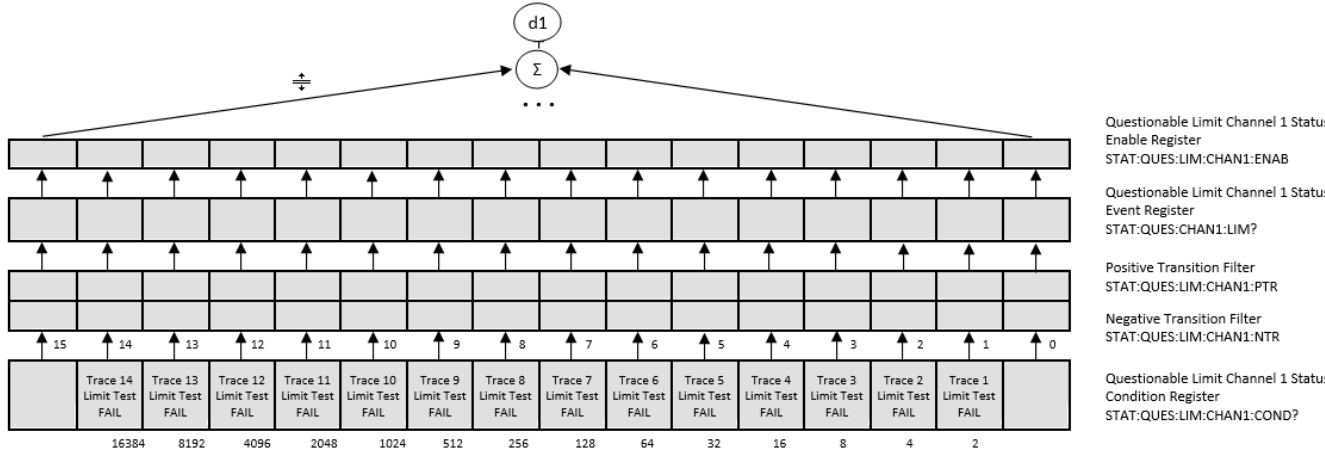 d1
Σ
. . .
Questionable Limit Channel 1 Status
Enable Register
STAT:QUES:LIM:CHAN1:ENAB
Questionable Limit Channel 1 Status
Event Register
STAT:QUES:CHAN1:LIM?
Positive Transition Filter
STAT:QUES:LIM:CHAN1:PTR
Negative Transition Filter
STAT:QUES:LIM:CHAN1:NTR
15 14 13 12 11 10 9 8 7 6 5 4 3 2 1 0
Trace 14 Limit Test FAIL
Trace 13 Limit Test FAIL
Trace 12 Limit Test FAIL
Trace 11 Limit Test FAIL
Trace 10 Limit Test FAIL
Trace 9 Limit Test FAIL
Trace 8 Limit Test FAIL
Trace 7 Limit Test FAIL
Trace 6 Limit Test FAIL
Trace 5 Limit Test FAIL
Trace 4 Limit Test FAIL
Trace 3 Limit Test FAIL
Trace 2 Limit Test FAIL
Trace 1 Limit Test FAIL
Questionable Limit Channel 1 Status
Condition Register
STAT:QUES:LIM:CHAN1:COND?
16384 8192 4096 2048 1024 512 256 128 64 32 16 8 4 2